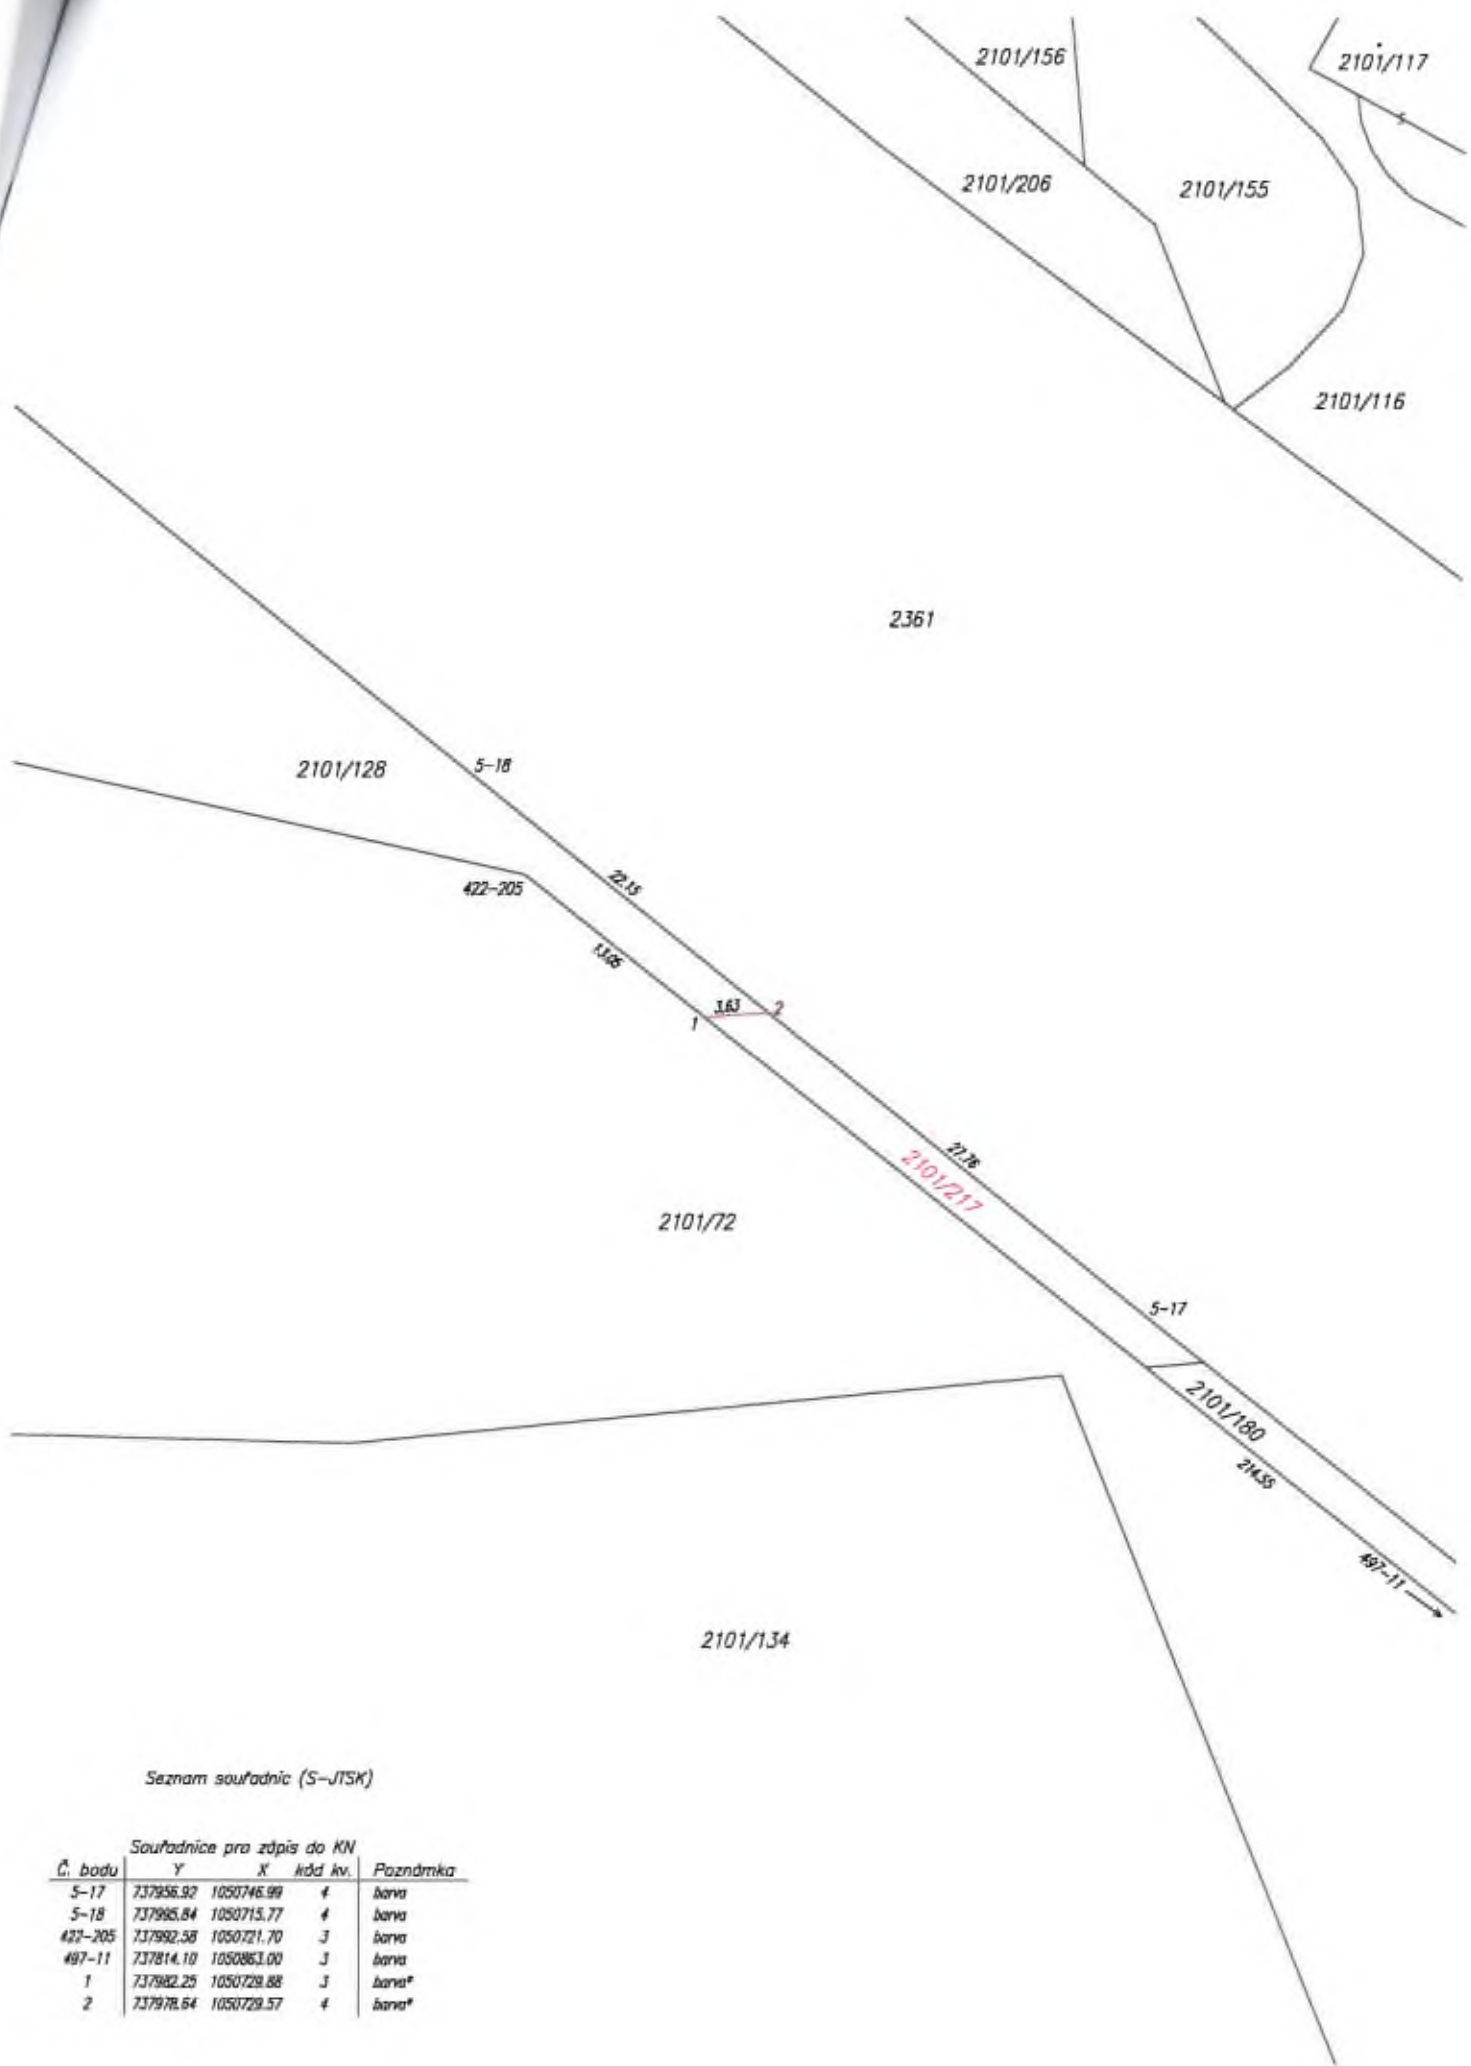 2101/156
2101/117
2101/206
2101/155
2101/116
2361
2101/128
5-18
422-205
22.15
13.06
3.63
2
1
27.76
2101/217
2101/72
5-17
2101/180
214.55
497-11
2101/134
Seznam souřadnic (S-JTSK)
Souřadnice pro zápis do KN
Č. bodu Y X kód kv. Poznámka
5-17 737956.92 1050746.99 4 barva
5-18 737995.84 1050715.77 4 barva
422-205 737992.58 1050721.70 3 barva
497-11 737814.10 1050863.00 3 barva
1 737982.25 1050729.88 3 barva*
2 737978.64 1050729.57 4 barva*